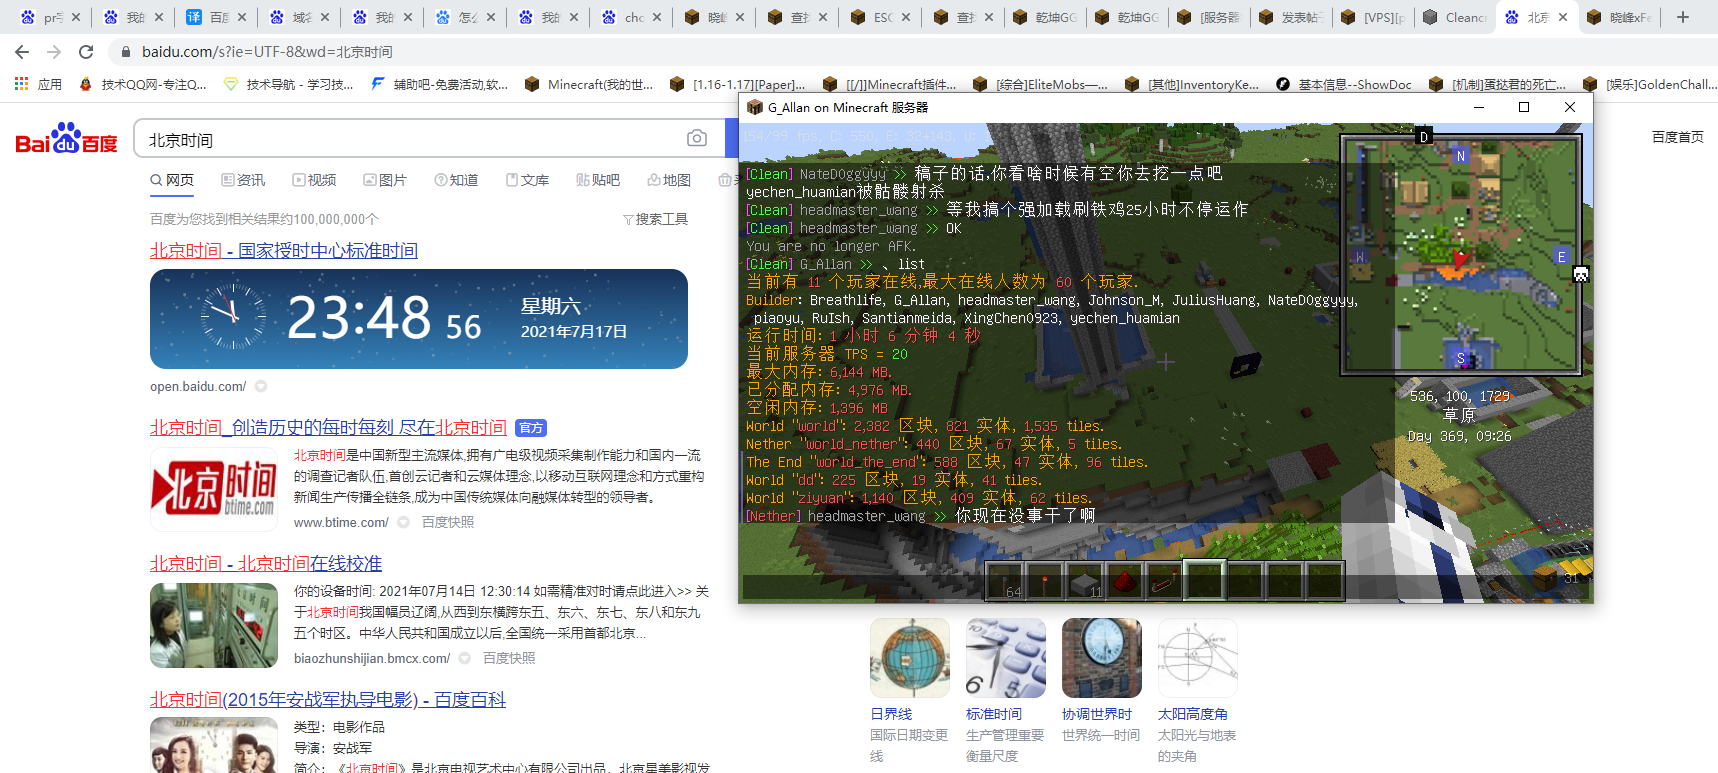 pr字
我的
百度
域名
我的
怎么
我的
chc
晓峰
查扌
ESC
查扌
乾坤GG
乾坤GG
[服务器
发表帖子
[VPS][p
Cleancr
北京
晓峰xFe
baidu.com/s?ie=UTF-8&wd=北京时间
应用
技术QQ网-专注Q...
技术导航 - 学习技...
辅助吧-免费活动,软...
Minecraft(我的世...
[1.16-1.17][Paper]...
[[/]]Minecraft插件...
[综合]EliteMobs—...
[其他]InventoryKe...
基本信息--ShowDoc
[机制]蛋挞君的死亡...
[娱乐]GoldenChall...
Bai百度
北京时间
百度首页
网页
资讯
视频
图片
知道
文库
贴吧
地图
百度为您找到相关结果约100,000,000个
搜索工具
北京时间 - 国家授时中心标准时间
23:48 56
星期六
2021年7月17日
open.baidu.com/
北京时间_创造历史的每时每刻 尽在北京时间 官方
北京时间
btime.com
北京时间是中国新型主流媒体,拥有广电级视频采集制作能力和国内一流
的调查记者队伍,首创云记者和云媒体理念,以移动互联网理念和方式重构
新闻生产传播全链条,成为中国传统媒体向融媒体转型的领导者。
www.btime.com/ 百度快照
北京时间 - 北京时间在线校准
你的设备时间: 2021年07月14日 12:30:14 如需精准对时请点此进入>> 关
于北京时间我国幅员辽阔,从西到东横跨东五、东六、东七、东八和东九
五个时区。中华人民共和国成立以后,全国统一采用首都北京...
biaozhunshijian.bmcx.com/ 百度快照
北京时间(2015年安战军执导电影) - 百度百科
类型：电影作品
导演：安战军
简介：《北京时间》是北京电视艺术中心有限公司出品，北京星美影视发
G_Allan on Minecraft 服务器
154/99 fps, C: 550, E: 32+143, U:
[Clean] NateD0ggyyy >> 稿子的话,你看啥时候有空你去挖一点吧
yechen_huamian被骷髅射杀
[Clean] headmaster_wang >> 等我搞个强加载刷铁鸡25小时不停运作
[Clean] headmaster_wang >> OK
You are no longer AFK.
[Clean] G_Allan >> 、list
当前有 11 个玩家在线,最大在线人数为 60 个玩家.
Builder: Breathlife, G_Allan, headmaster_wang, Johnson_M, JuliusHuang, NateD0ggyyy,
piaoyu, RuIsh, Santianmeida, XingChen0923, yechen_huamian
运行时间: 1 小时 6 分钟 4 秒
当前服务器 TPS = 20
最大内存: 6,144 MB.
已分配内存: 4,976 MB.
空闲内存: 1,396 MB
World "world": 2,382 区块, 821 实体, 1,535 tiles.
Nether "world_nether": 440 区块, 67 实体, 5 tiles.
The End "world_the_end": 588 区块, 47 实体, 96 tiles.
World "dd": 225 区块, 19 实体, 41 tiles.
World "ziyuan": 1,140 区块, 409 实体, 62 tiles.
[Nether] headmaster_wang >> 你现在没事干了啊
D
N
W
E
S
536, 100, 1729
草原
Day 369, 09:26
64
11
31
日界线
国际日期变更
线
标准时间
生产管理重要
衡量尺度
协调世界时
世界统一时间
太阳高度角
太阳光与地表
的夹角